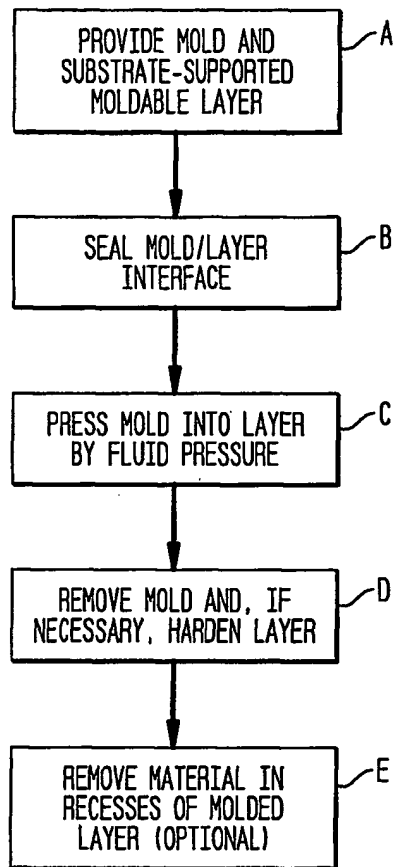 PROVIDE MOLD AND
SUBSTRATE-SUPPORTED
MOLDABLE LAYER
A
SEAL MOLD/LAYER
INTERFACE
B
PRESS MOLD INTO LAYER
BY FLUID PRESSURE
C
REMOVE MOLD AND, IF
NECESSARY, HARDEN LAYER
D
REMOVE MATERIAL IN
RECESSES OF MOLDED
LAYER (OPTIONAL)
E